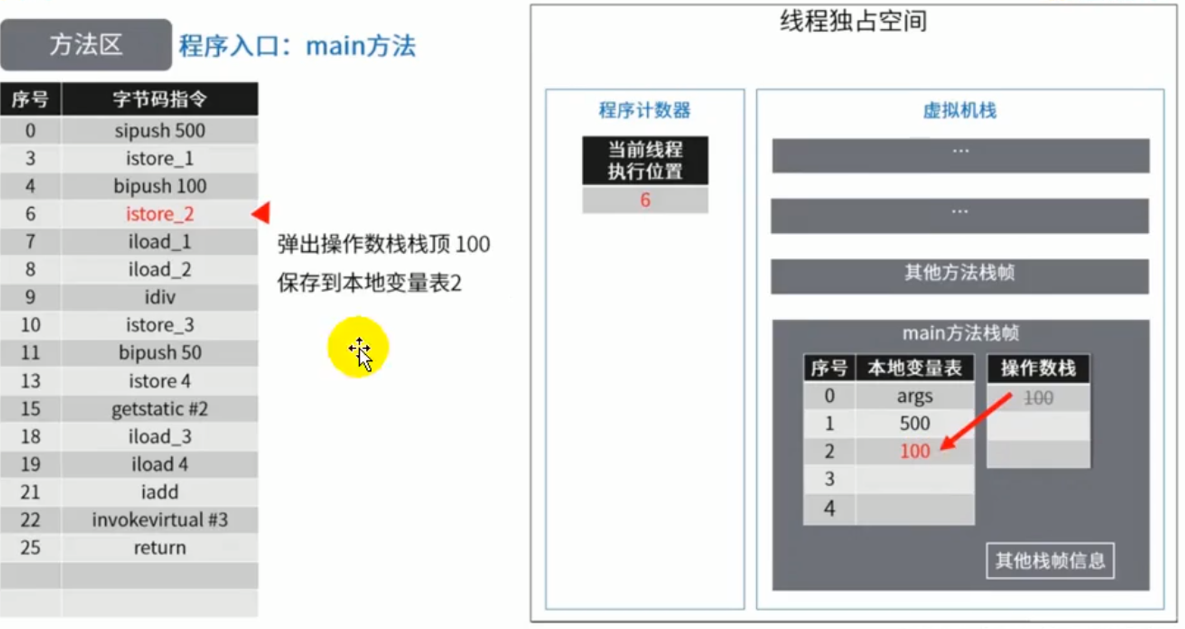 方法区 程序入口：main方法
序号 字节码指令
0 sipush 500
3 istore_1
4 bipush 100
6 istore_2
7 iload_1
8 iload_2
9 idiv
10 istore_3
11 bipush 50
13 istore 4
15 getstatic #2
18 iload_3
19 iload 4
21 iadd
22 invokevirtual #3
25 return
弹出操作数栈栈顶 100
保存到本地变量表2
线程独占空间
程序计数器
当前线程
执行位置
6
虚拟机栈
...
...
其他方法栈帧
main方法栈帧
序号 本地变量表
0 args
1 500
2 100
3
4
操作数栈
100
其他栈帧信息